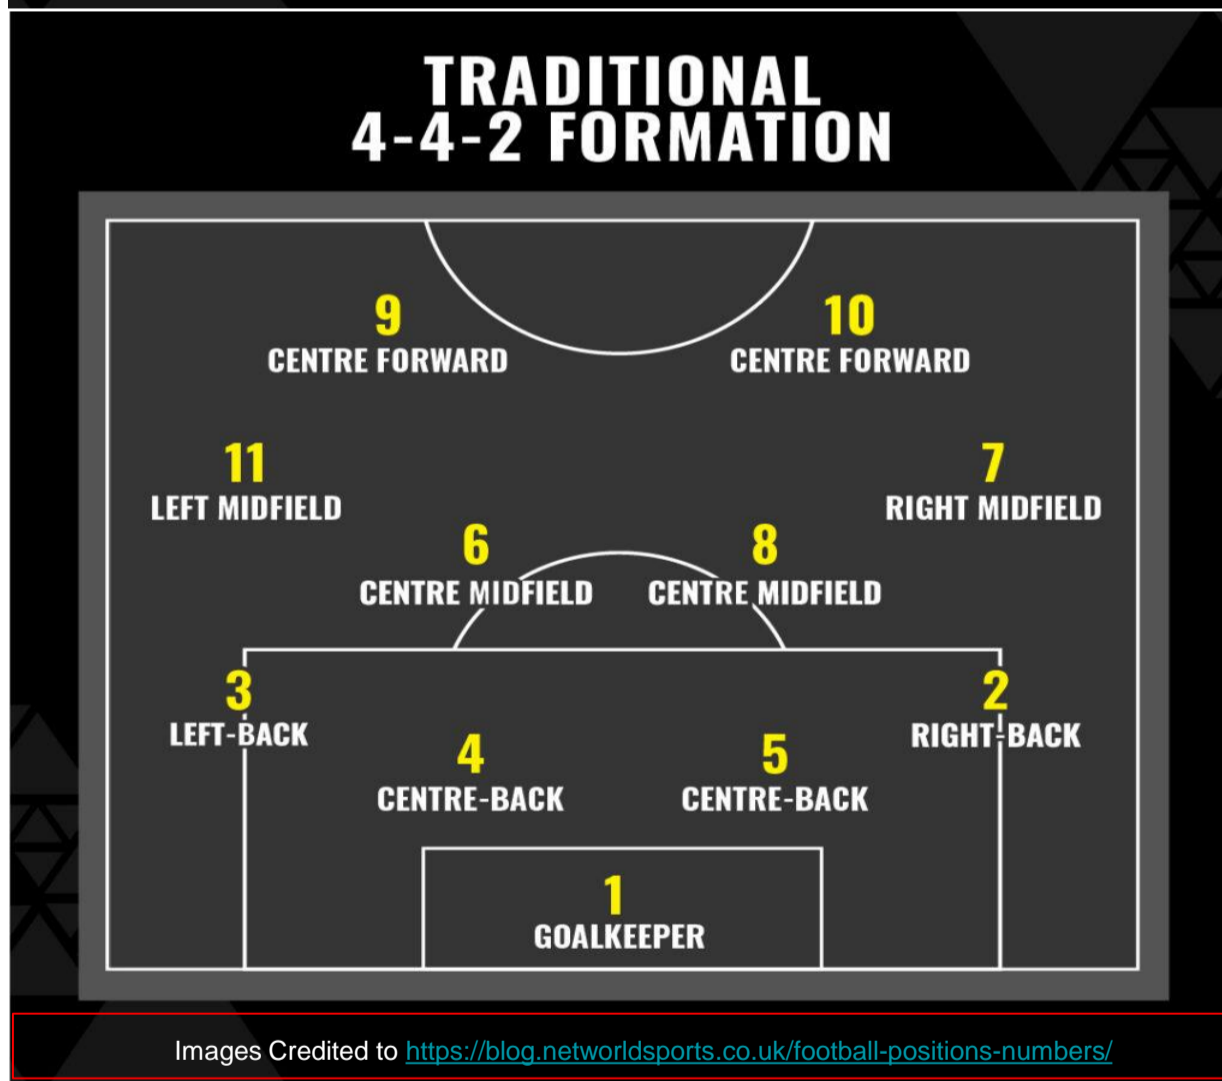 TRADITIONAL
4-4-2 FORMATION
9
CENTRE FORWARD
10
CENTRE FORWARD
11
LEFT MIDFIELD
7
RIGHT MIDFIELD
6
CENTRE MIDFIELD
8
CENTRE MIDFIELD
3
LEFT-BACK
2
RIGHT-BACK
4
CENTRE-BACK
5
CENTRE-BACK
1
GOALKEEPER
Images Credited to https://blog.networldsports.co.uk/football-positions-numbers/